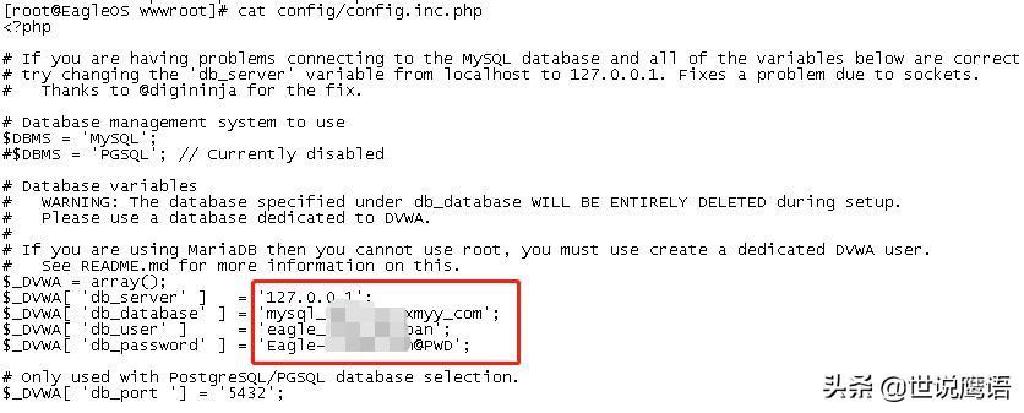 [root@EagleOS wwwroot]# cat config/config.inc.php
<?php
# If you are having problems connecting to the MySQL database and all of the variables below are correct
# try changing the 'db_server' variable from localhost to 127.0.0.1. Fixes a problem due to sockets.
#   Thanks to @digininja for the fix.
# Database management system to use
$DBMS = 'MySQL';
#$DBMS = 'PGSQL'; // Currently disabled
# Database variables
#   WARNING: The database specified under db_database WILL BE ENTIRELY DELETED during setup.
#   Please use a database dedicated to DVWA.
#
# If you are using MariaDB then you cannot use root, you must use create a dedicated DVWA user.
#   See README.md for more information on this.
$_DVWA = array();
$_DVWA[ 'db_server' ]   = '127.0.0.1';
$_DVWA[ 'db_database' ] = 'mysql_ xmyy_com';
$_DVWA[ 'db_user' ]     = 'eagle_ ban';
$_DVWA[ 'db_password' ] = 'Eagle- @PWD';
# Only used with PostgreSQL/PGSQL database selection.
$_DVWA[ 'db_port '] = '5432';
头条 @世说鹰语